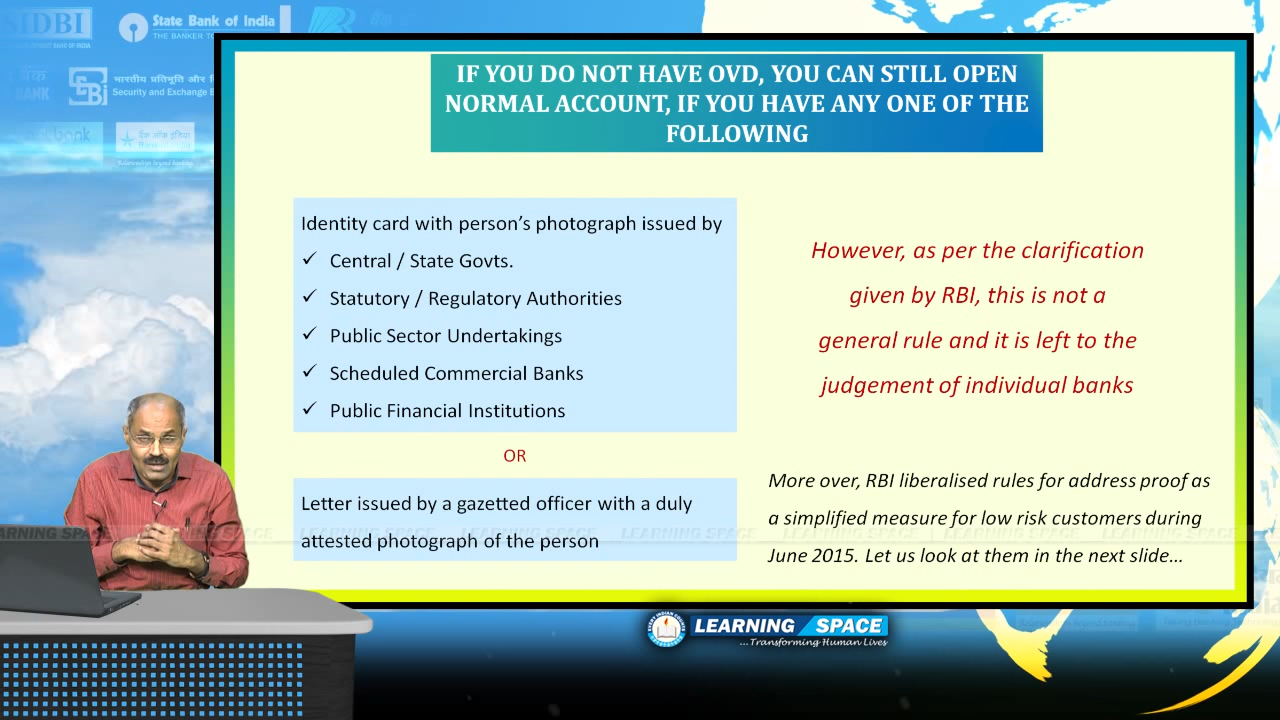 SIDBI
State Bank of India
THE BANKER TO
भारतीय प्रतिभूति और
Security and Exchange B
IF YOU DO NOT HAVE OVD, YOU CAN STILL OPEN
NORMAL ACCOUNT, IF YOU HAVE ANY ONE OF THE
FOLLOWING
Identity card with person's photograph issued by
✓ Central / State Govts.
✓ Statutory / Regulatory Authorities
✓ Public Sector Undertakings
✓ Scheduled Commercial Banks
✓ Public Financial Institutions
OR
Letter issued by a gazetted officer with a duly
attested photograph of the person
However, as per the clarification
given by RBI, this is not a
general rule and it is left to the
judgement of individual banks
More over, RBI liberalised rules for address proof as
a simplified measure for low risk customers during
June 2015. Let us look at them in the next slide...
LEARNING SPACE
...Transforming Human Lives